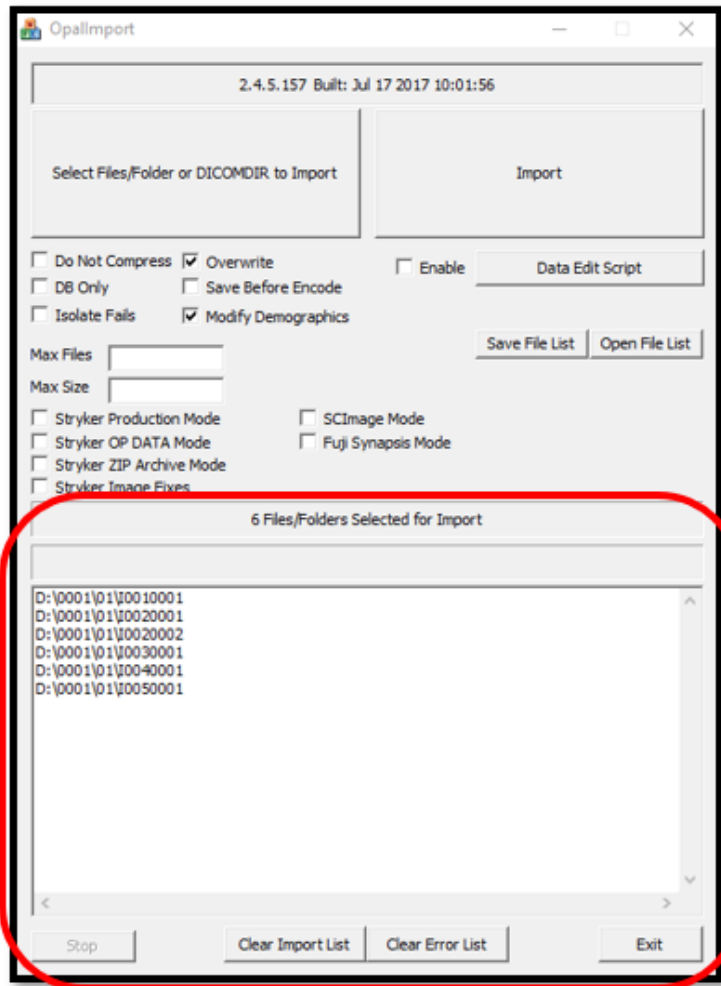 OpalImport
2.4.5.157 Built: Jul 17 2017 10:01:56
Select Files/Folder or DICOMDIR to Import
Import
Do Not Compress
Overwrite
Enable
Data Edit Script
DB Only
Save Before Encode
Isolate Fails
Modify Demographics
Save File List
Open File List
Max Files
Max Size
Stryker Production Mode
SCImage Mode
Stryker OP DATA Mode
Fuji Synapsis Mode
Stryker ZIP Archive Mode
Stryker Image Fixes
6 Files/Folders Selected for Import
D:\0001\01\I0010001
D:\0001\01\I0020001
D:\0001\01\I0020002
D:\0001\01\I0030001
D:\0001\01\I0040001
D:\0001\01\I0050001
Stop
Clear Import List
Clear Error List
Exit